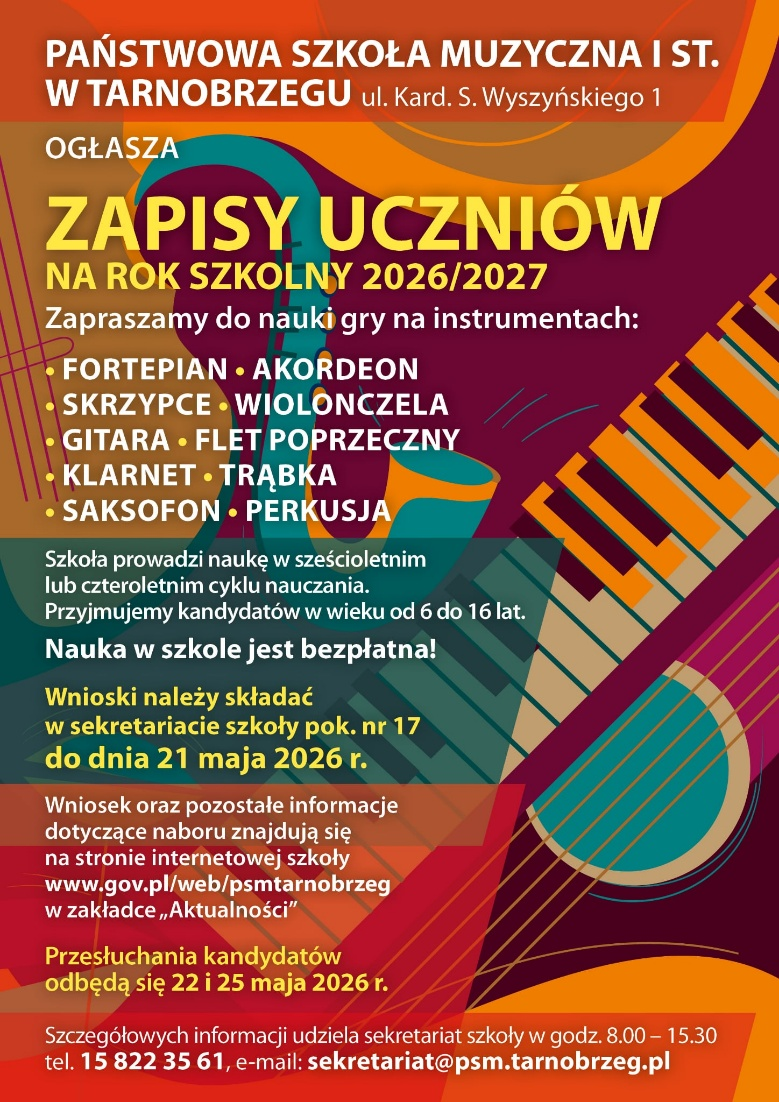 PAŃSTWOWA SZKOŁA MUZYCZNA I ST.
W TARNOBRZEGU ul. Kard. S. Wyszyńskiego 1
OGŁASZA
ZAPISY UCZNIÓW
NA ROK SZKOLNY 2026/2027
Zapraszamy do nauki gry na instrumentach:
• FORTEPIAN • AKORDEON
• SKRZYPCE • WIOLONCZELA
• GITARA • FLET POPRZECZNY
• KLARNET • TRĄBKA
• SAKSOFON • PERKUSJA
Szkoła prowadzi naukę w sześcioletnim
lub czteroletnim cyklu nauczania.
Przyjmujemy kandydatów w wieku od 6 do 16 lat.
Nauka w szkole jest bezpłatna!
Wnioski należy składać
w sekretariacie szkoły pok. nr 17
do dnia 21 maja 2026 r.
Wniosek oraz pozostałe informacje
dotyczące naboru znajdują się
na stronie internetowej szkoły
www.gov.pl/web/psmtarnobrzeg
w zakładce „Aktualności”
Przesłuchania kandydatów
odbędą się 22 i 25 maja 2026 r.
Szczegółowych informacji udziela sekretariat szkoły w godz. 8.00 – 15.30
tel. 15 822 35 61, e-mail: sekretariat@psm.tarnobrzeg.pl